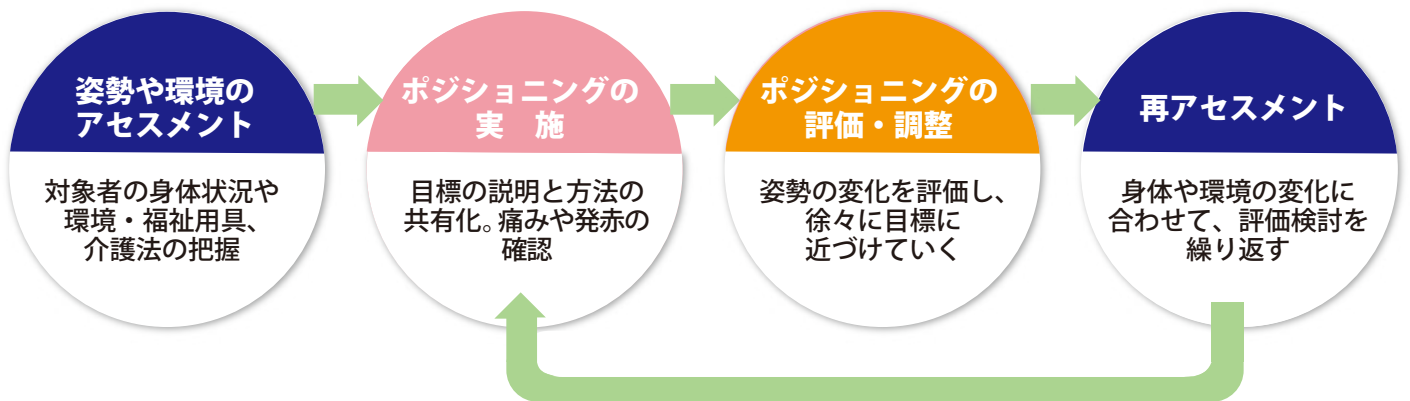 姿勢や環境の
アセスメント
対象者の身体状況や
環境・福祉用具、
介護法の把握
ポジショニングの
実　施
目標の説明と方法の
共有化。痛みや発赤の
確認
ポジショニングの
評価・調整
姿勢の変化を評価し、
徐々に目標に
近づけていく
再アセスメント
身体や環境の変化に
合わせて、評価検討を
繰り返す